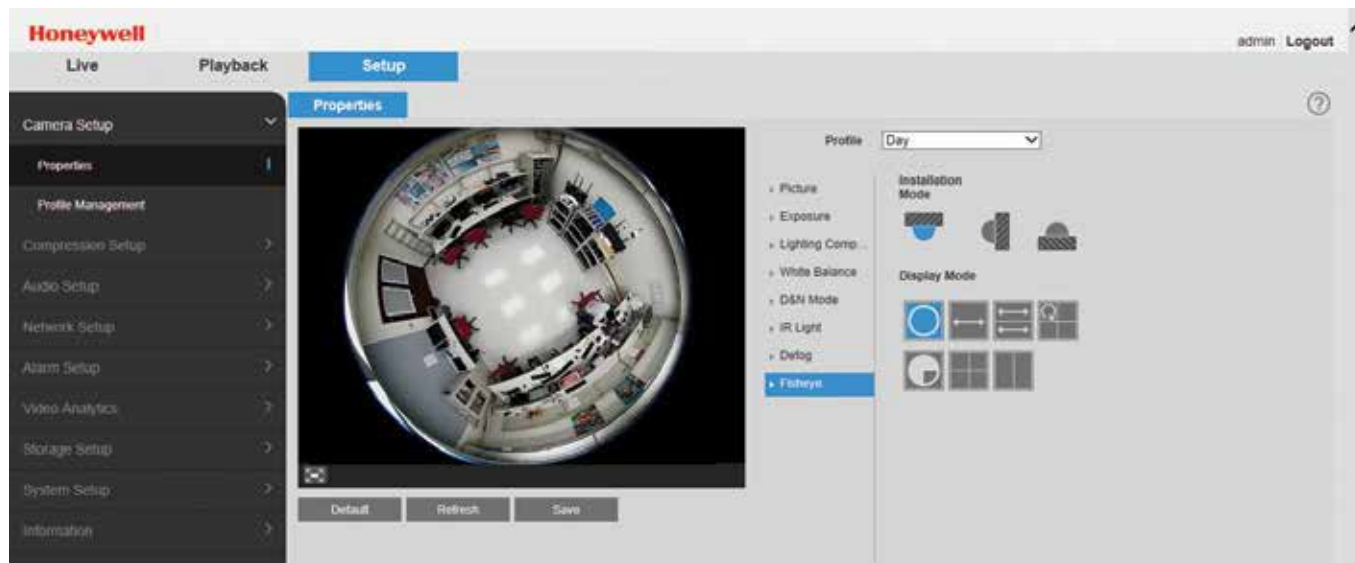 Honeywell
admin Logout
Live Playback Setup
Properties
Camera Setup
Properties
Profile Management
Compression Setup
Audio Setup
Network Setup
Alarm Setup
Video Analytics
Storage Setup
System Setup
Information
Default Refresh Save
Profile Day
Picture
Exposure
Lighting Comp...
White Balance
D&N Mode
IR Light
Defog
Fisheye
Installation
Mode
Display Mode